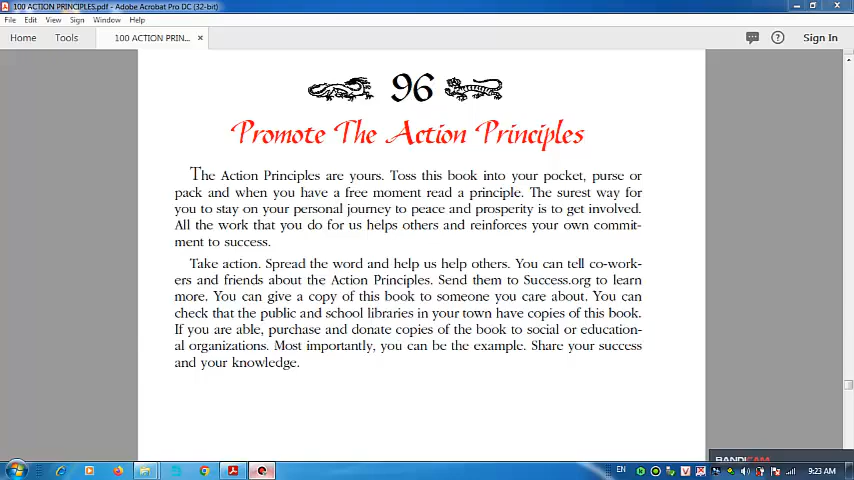 100 ACTION PRINCIPLES.pdf - Adobe Acrobat Pro DC (32-bit)
File Edit View Sign Window Help
Home Tools 100 ACTION PRIN... × Sign In
96
Promote The Action Principles
The Action Principles are yours. Toss this book into your pocket, purse or
pack and when you have a free moment read a principle. The surest way for
you to stay on your personal journey to peace and prosperity is to get involved.
All the work that you do for us helps others and reinforces your own commit-
ment to success.
Take action. Spread the word and help us help others. You can tell co-work-
ers and friends about the Action Principles. Send them to Success.org to learn
more. You can give a copy of this book to someone you care about. You can
check that the public and school libraries in your town have copies of this book.
If you are able, purchase and donate copies of the book to social or education-
al organizations. Most importantly, you can be the example. Share your success
and your knowledge.
BANDICAM
EN 9:23 AM